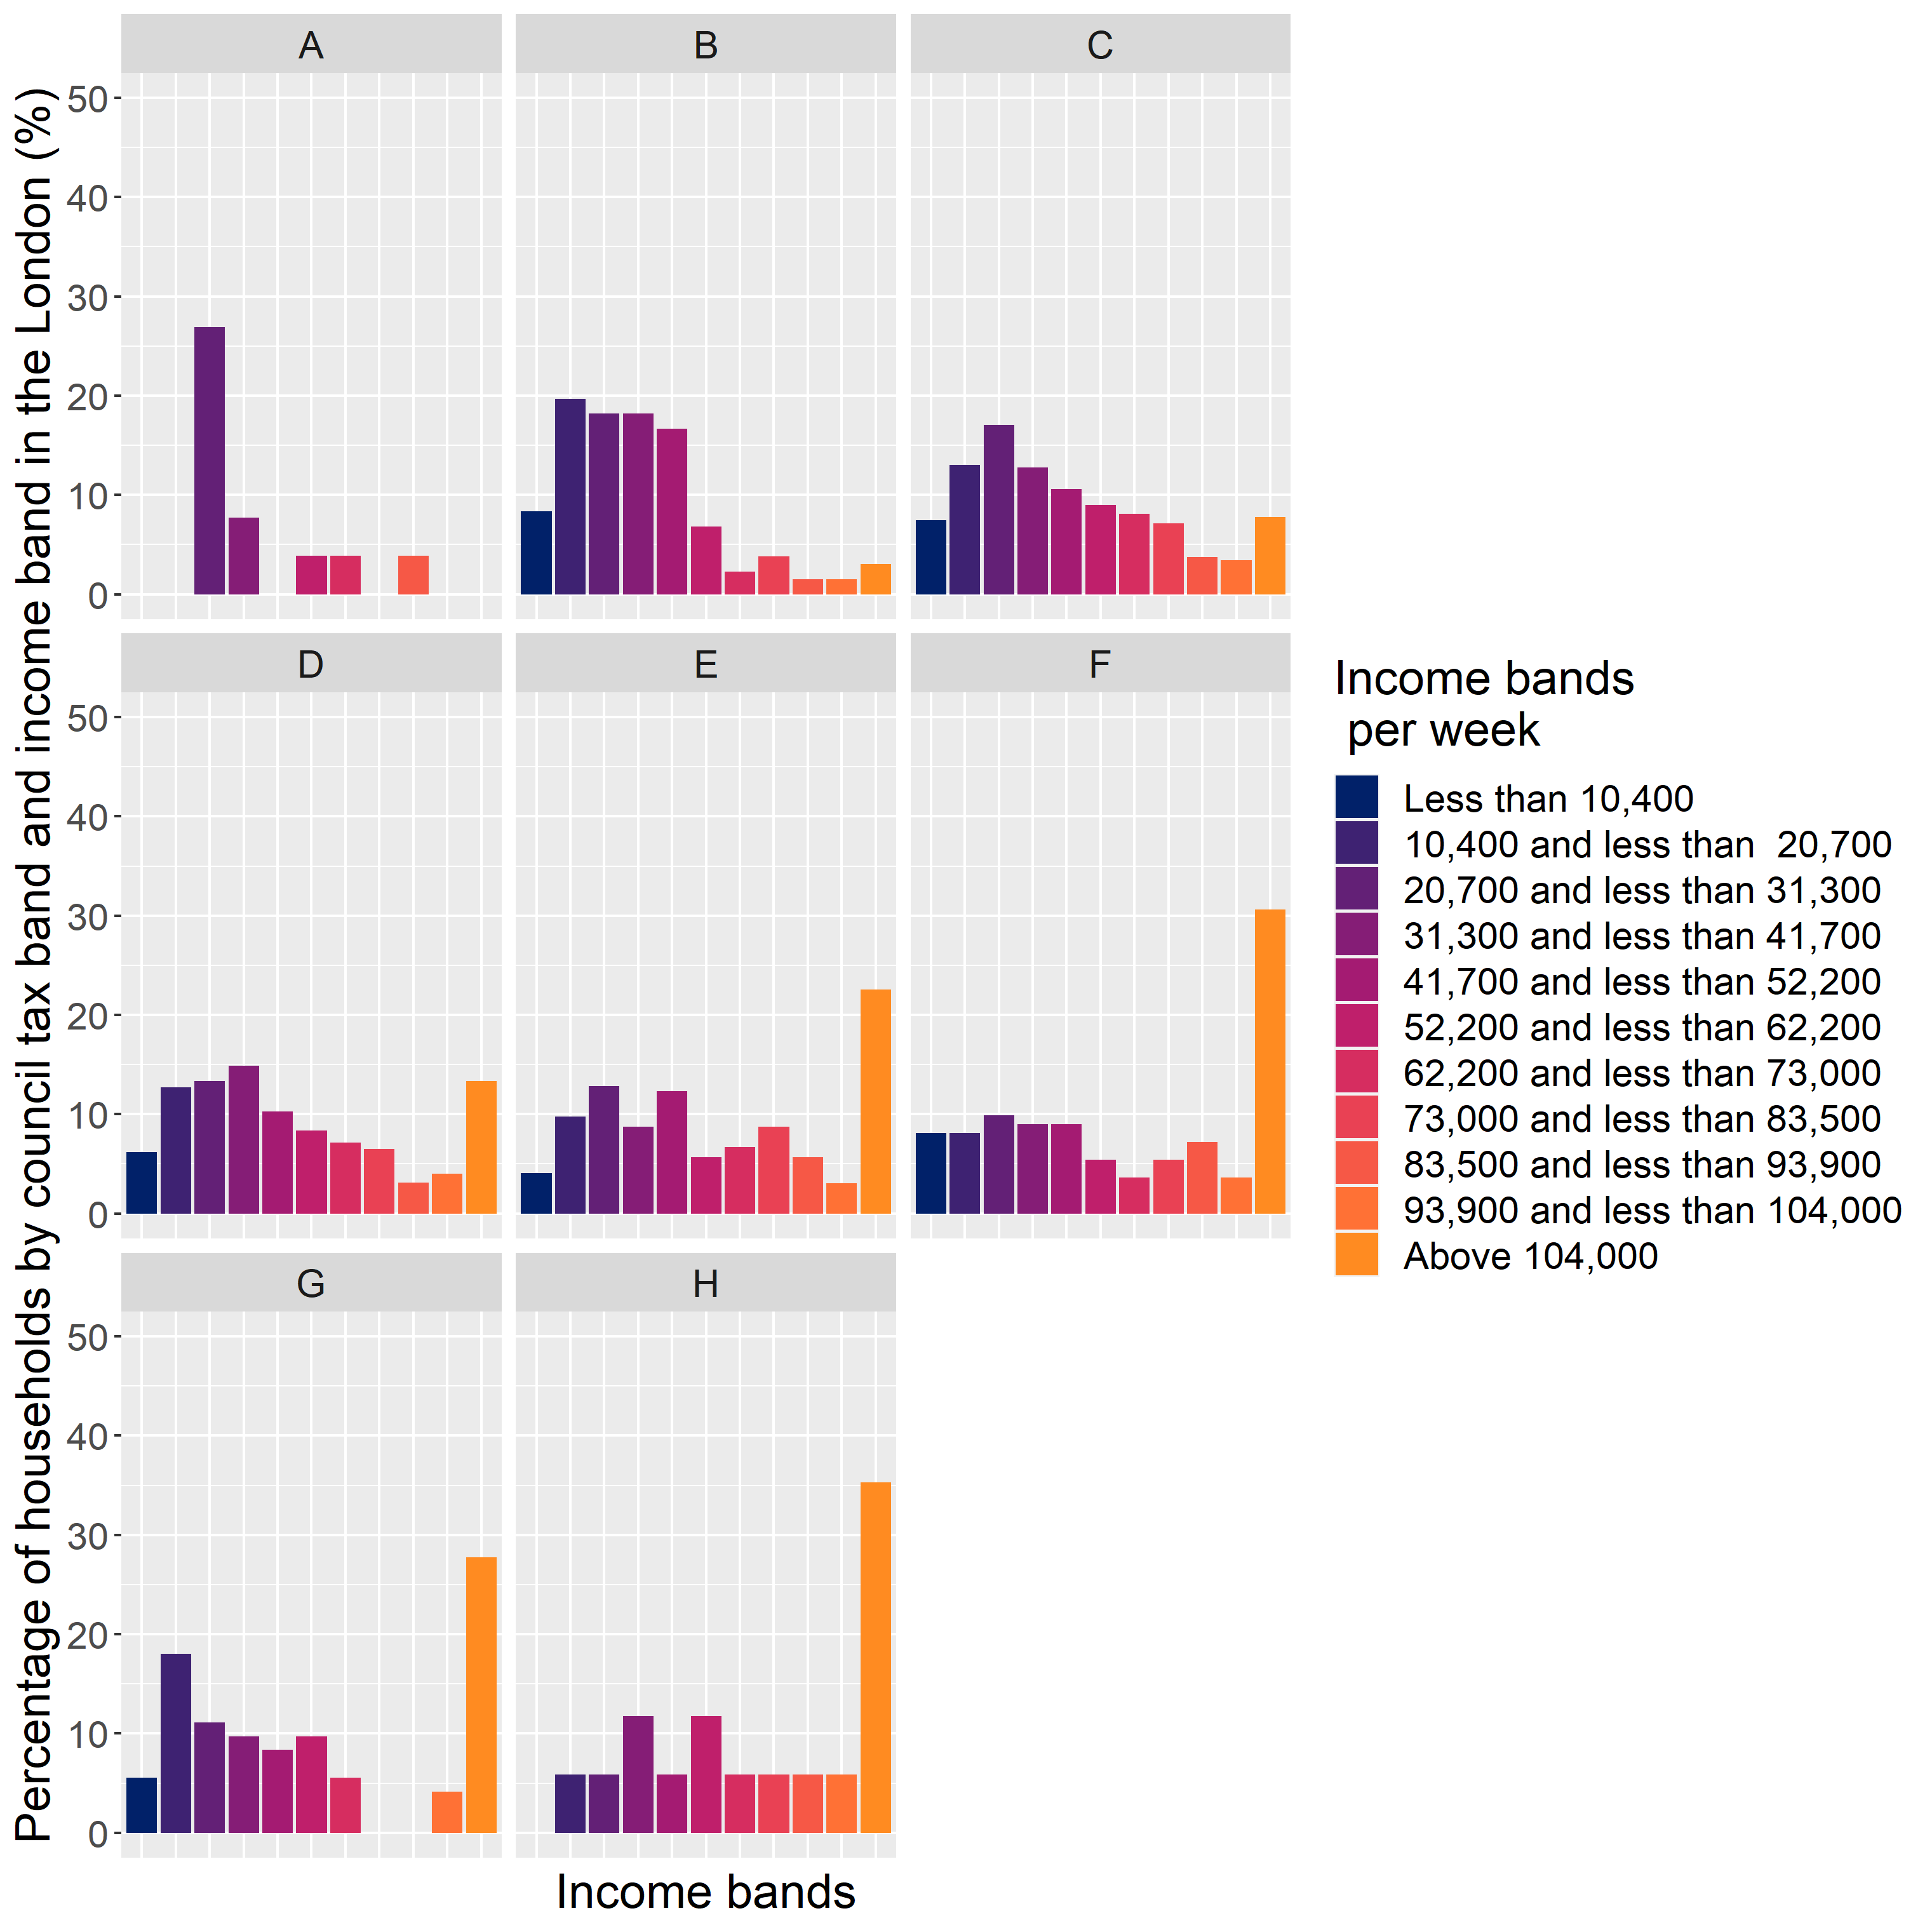 Percentage of households by council tax band and income band in the London (%)
A
B
C
50
40
30
20
10
0
D
E
F
50
40
30
20
10
0
G
H
50
40
30
20
10
0
Income bands
Income bands
per week
Less than 10,400
10,400 and less than  20,700
20,700 and less than 31,300
31,300 and less than 41,700
41,700 and less than 52,200
52,200 and less than 62,200
62,200 and less than 73,000
73,000 and less than 83,500
83,500 and less than 93,900
93,900 and less than 104,000
Above 104,000